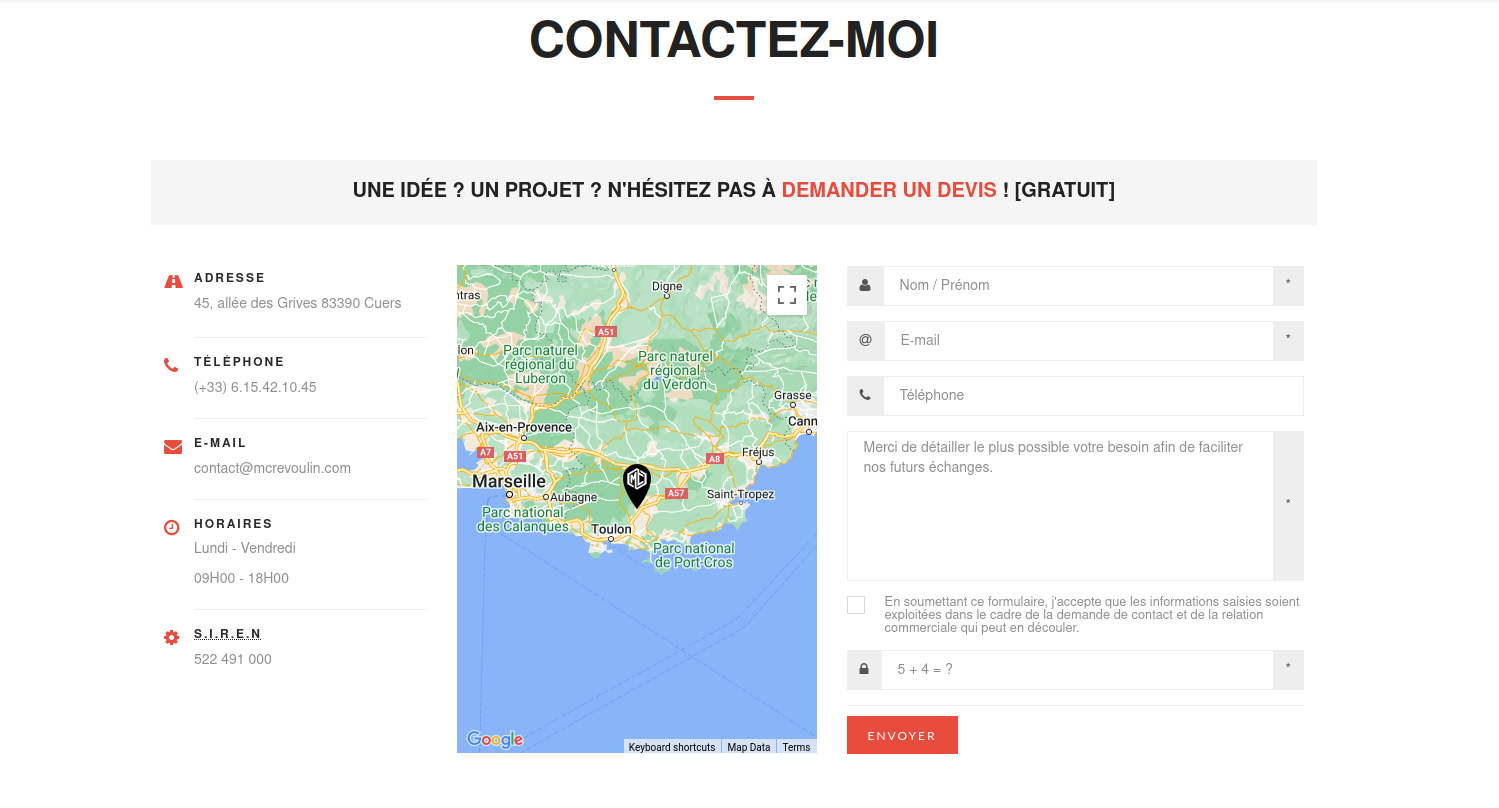 CONTACTEZ-MOI
UNE IDÉE ? UN PROJET ? N'HÉSITEZ PAS À DEMANDER UN DEVIS ! [GRATUIT]
ADRESSE
45, allée des Grives 83390 Cuers
TÉLÉPHONE
(+33) 6.15.42.10.45
E-MAIL
contact@mcrevoulin.com
HORAIRES
Lundi - Vendredi
09H00 - 18H00
S.I.R.E.N
522 491 000
ntras
Digne
A51
lon
Parc naturel
régional du
Luberon
Parc naturel
régional
du Verdon
Grasse
Aix-en-Provence
Cann
A7
A51
A8
Fréjus
Marseille
MC
Aubagne
A57
Saint-Tropez
Parc national
des Calanques
Toulon
Parc national
de Port-Cros
Google
Keyboard shortcuts
Map Data
Terms
Nom / Prénom
*
@
E-mail
*
Téléphone
Merci de détailler le plus possible votre besoin afin de faciliter
nos futurs échanges.
*
En soumettant ce formulaire, j'accepte que les informations saisies soient
exploitées dans le cadre de la demande de contact et de la relation
commerciale qui peut en découler.
5 + 4 = ?
*
ENVOYER